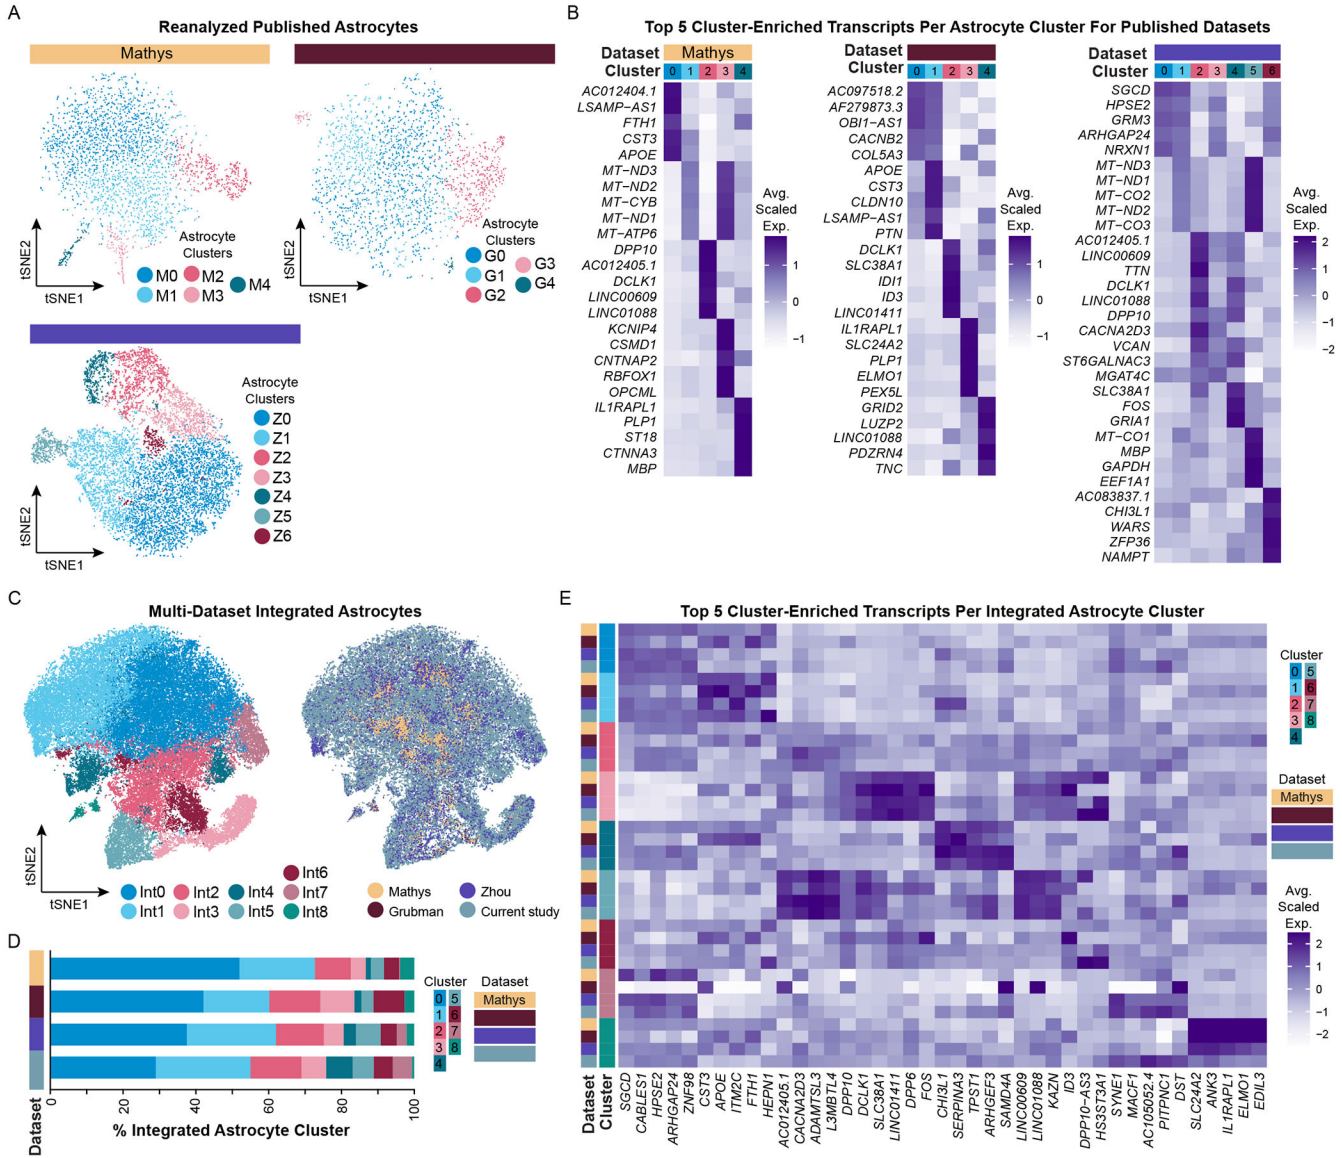 A
Reanalyzed Published Astrocytes
Mathys
tSNE2
tSNE1
Astrocyte
Clusters
M0
M2
M4
M1
M3
tSNE2
tSNE1
Astrocyte
Clusters
G0
G3
G1
G4
G2
tSNE2
tSNE1
Astrocyte
Clusters
Z0
Z1
Z2
Z3
Z4
Z5
Z6
B
Top 5 Cluster-Enriched Transcripts Per Astrocyte Cluster For Published Datasets
Dataset Mathys
Cluster 0 1 2 3 4
AC012404.1
LSAMP−AS1
FTH1
CST3
APOE
MT−ND3
MT−ND2
MT−CYB
MT−ND1
MT−ATP6
DPP10
AC012405.1
DCLK1
LINC00609
LINC01088
KCNIP4
CSMD1
CNTNAP2
RBFOX1
OPCML
IL1RAPL1
PLP1
ST18
CTNNA3
MBP
Avg.
Scaled
Exp.
1
0
−1
Dataset
Cluster 0 1 2 3 4
AC097518.2
AF279873.3
OBI1−AS1
CACNB2
COL5A3
APOE
CST3
CLDN10
LSAMP−AS1
PTN
DCLK1
SLC38A1
IDI1
ID3
LINC01411
IL1RAPL1
SLC24A2
PLP1
ELMO1
PEX5L
GRID2
LUZP2
LINC01088
PDZRN4
TNC
Avg.
Scaled
Exp.
1
0
−1
Dataset
Cluster 0 1 2 3 4 5 6
SGCD
HPSE2
GRM3
ARHGAP24
NRXN1
MT−ND3
MT−ND1
MT−CO2
MT−ND2
MT−CO3
AC012405.1
LINC00609
TTN
DCLK1
LINC01088
DPP10
CACNA2D3
VCAN
ST6GALNAC3
MGAT4C
SLC38A1
FOS
GRIA1
MT−CO1
MBP
GAPDH
EEF1A1
AC083837.1
CHI3L1
WARS
ZFP36
NAMPT
Avg.
Scaled
Exp.
2
1
0
−1
−2
C
Multi-Dataset Integrated Astrocytes
tSNE2
tSNE1
Int6
Int0
Int2
Int4
Int7
Int1
Int3
Int5
Int8
Mathys
Zhou
Grubman
Current study
D
Dataset
0
20
40
60
80
100
% Integrated Astrocyte Cluster
Cluster
0 5
1 6
2 7
3 8
4
Dataset
Mathys
E
Top 5 Cluster-Enriched Transcripts Per Integrated Astrocyte Cluster
Dataset
Cluster
SGCD
CABLES1
HPSE2
ARHGAP24
ZNF98
CST3
APOE
ITM2C
FTH1
HEPN1
AC012405.1
CACNA2D3
ADAMTSL3
L3MBTL4
DPP10
DCLK1
SLC38A1
LINC01411
DPP6
FOS
CHI3L1
SERPINA3
TPST1
ARHGEF3
SAMD4A
LINC00609
LINC01088
KAZN
ID3
DPP10−AS3
HS3ST3A1
SYNE1
MACF1
AC105052.4
PITPNC1
DST
SLC24A2
ANK3
IL1RAPL1
ELMO1
EDIL3
Cluster
0 5
1 6
2 7
3 8
4
Dataset
Mathys
Avg.
Scaled
Exp.
2
1
0
−1
−2